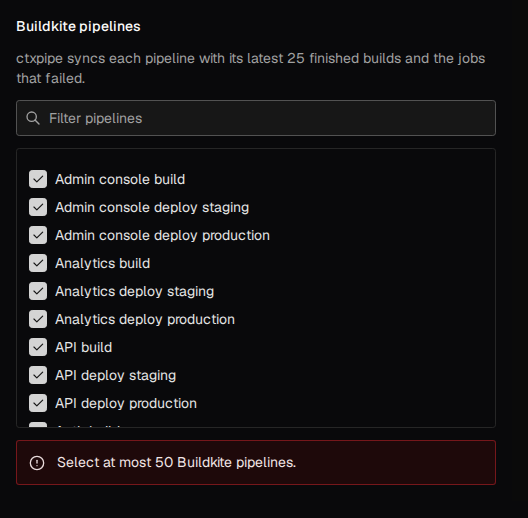 Buildkite pipelines
ctxpipe syncs each pipeline with its latest 25 finished builds and the jobs
that failed.
Filter pipelines
Admin console build
Admin console deploy staging
Admin console deploy production
Analytics build
Analytics deploy staging
Analytics deploy production
API build
API deploy staging
API deploy production
Select at most 50 Buildkite pipelines.